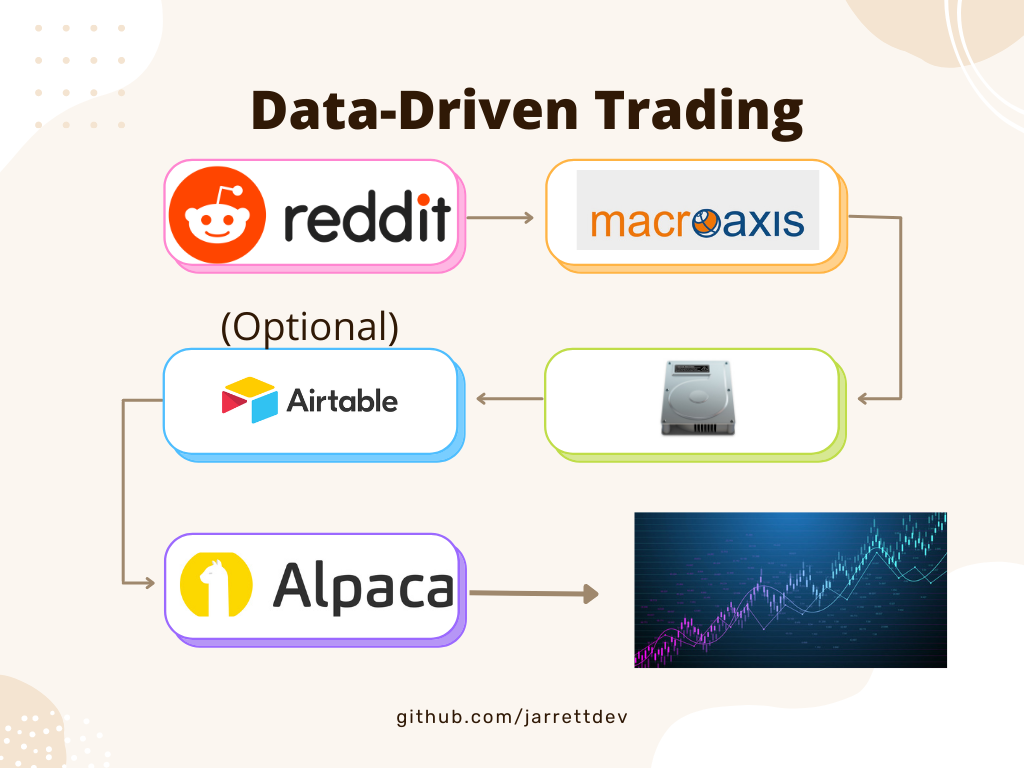 Data-Driven Trading
reddit
macroaxis
(Optional)
Airtable
Alpaca
github.com/jarrettdev